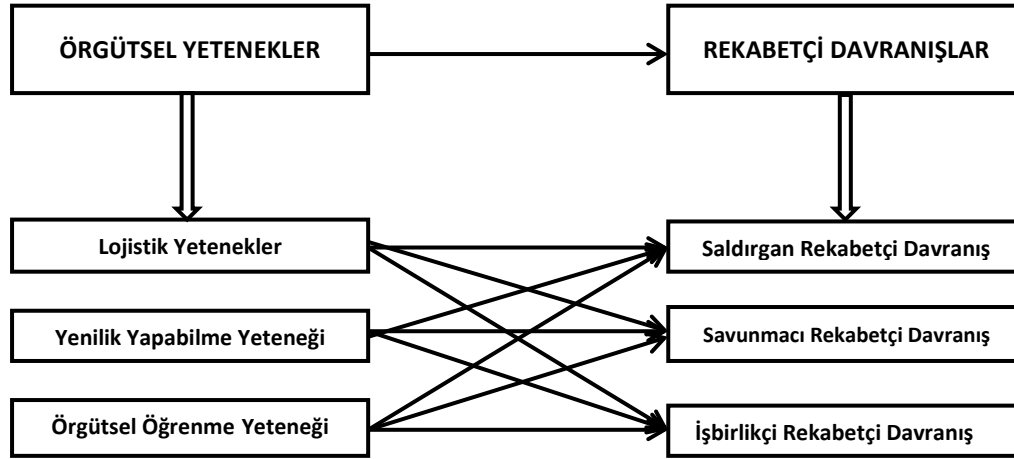 ÖRGÜTSEL YETENEKLER
REKABETÇİ DAVRANIŞLAR
Lojistik Yetenekler
Saldırgan Rekabetçi Davranış
Yenilik Yapabilme Yeteneği
Savunmacı Rekabetçi Davranış
Örgütsel Öğrenme Yeteneği
İşbirlikçi Rekabetçi Davranış